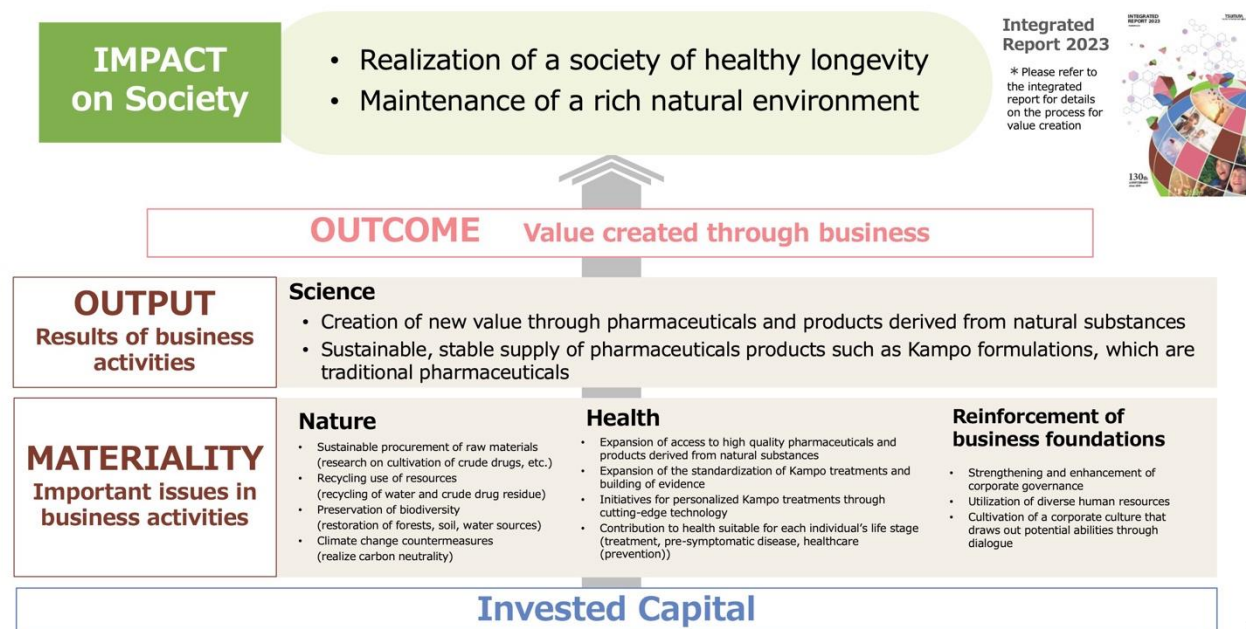 IMPACT
on Society
• Realization of a society of healthy longevity
• Maintenance of a rich natural environment
Integrated
Report 2023
＊Please refer to
the integrated
report for details
on the process for
value creation
INTEGRATED
REPORT 2023
130th
OUTCOME Value created through business
OUTPUT
Results of business
activities
Science
• Creation of new value through pharmaceuticals and products derived from natural substances
• Sustainable, stable supply of pharmaceuticals products such as Kampo formulations, which are
traditional pharmaceuticals
MATERIALITY
Important issues in
business activities
Nature
• Sustainable procurement of raw materials
(research on cultivation of crude drugs, etc.)
• Recycling use of resources
(recycling of water and crude drug residue)
• Preservation of biodiversity
(restoration of forests, soil, water sources)
• Climate change countermeasures
(realize carbon neutrality)
Health
• Expansion of access to high quality pharmaceuticals and
products derived from natural substances
• Expansion of the standardization of Kampo treatments and
building of evidence
• Initiatives for personalized Kampo treatments through
cutting-edge technology
• Contribution to health suitable for each individual's life stage
(treatment, pre-symptomatic disease, healthcare
(prevention))
Reinforcement of
business foundations
• Strengthening and enhancement of
corporate governance
• Utilization of diverse human resources
• Cultivation of a corporate culture that
draws out potential abilities through
dialogue
Invested Capital